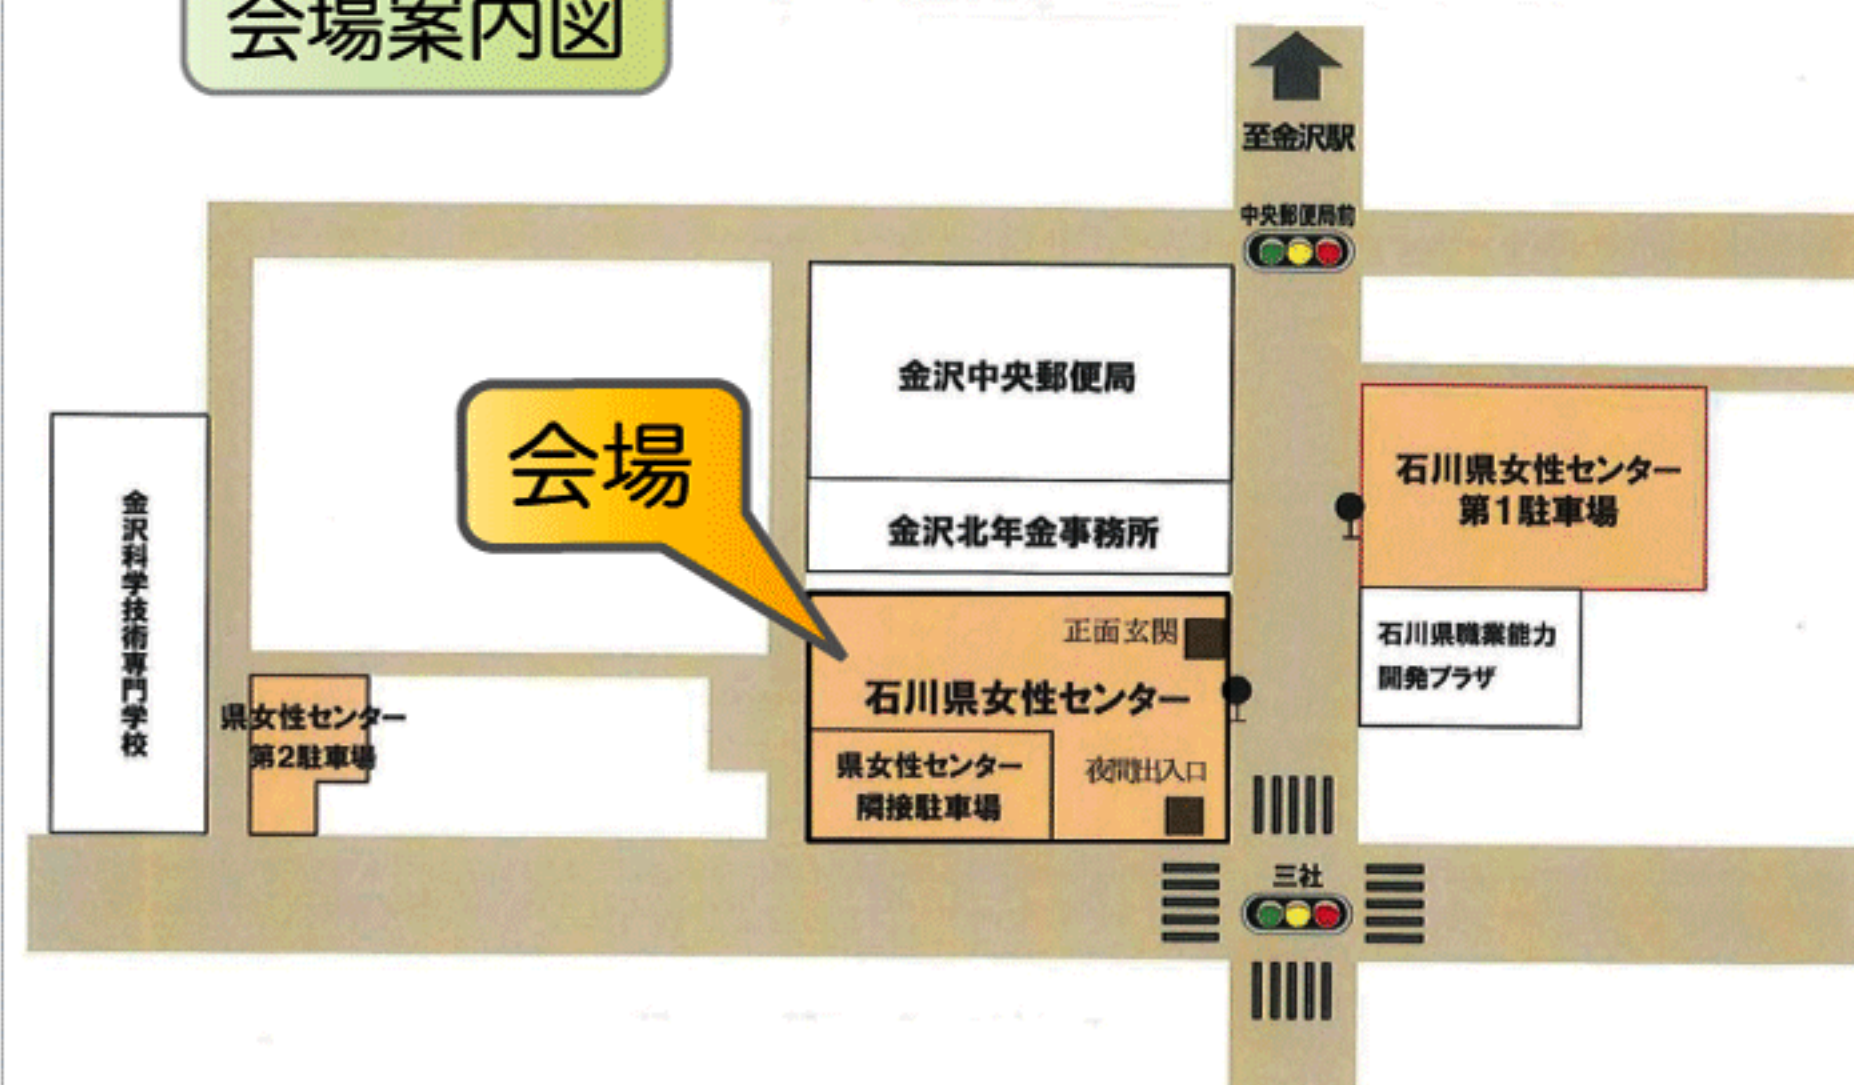 会場案内図
至金沢駅
中央郵便局前
金沢中央郵便局
会場
金沢北年金事務所
石川県女性センター
第1駐車場
金沢科学技術専門学校
正面玄関
石川県職業能力
開発プラザ
石川県女性センター
県女性センター
第2駐車場
県女性センター
隣接駐車場
夜間出入口
三社